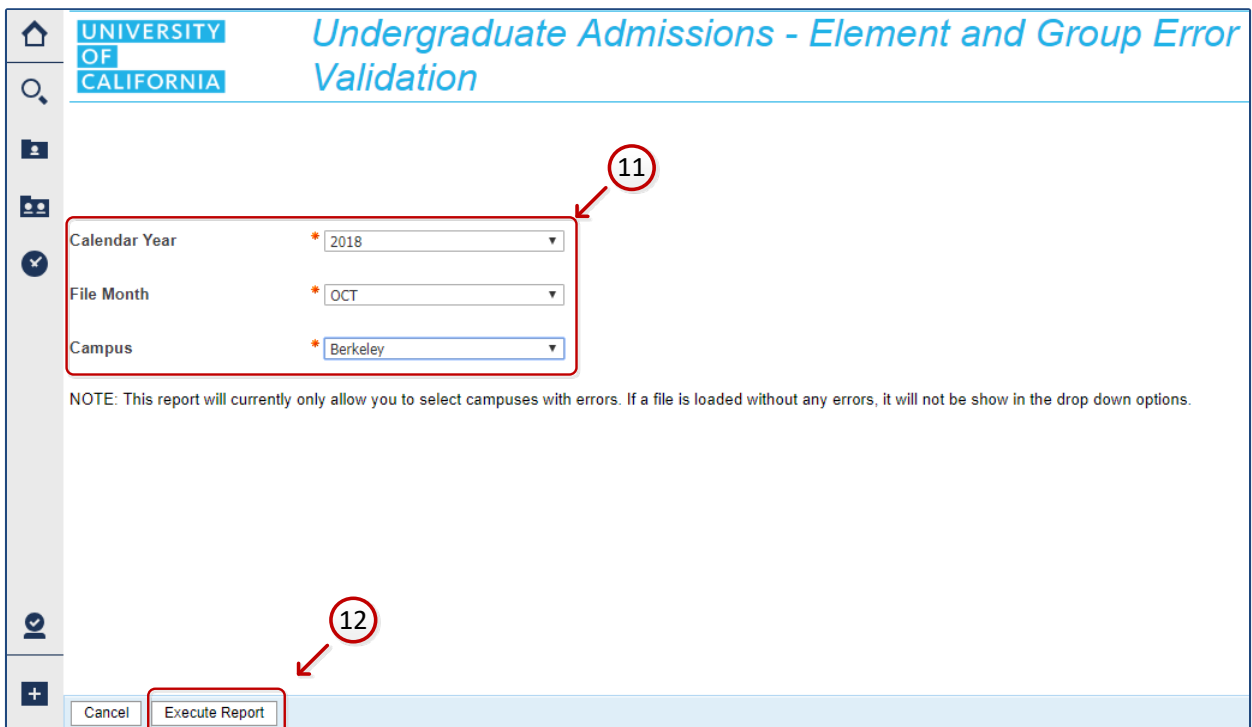 UNIVERSITY
OF
CALIFORNIA
Undergraduate Admissions - Element and Group Error
Validation
11
Calendar Year * 2018
File Month * OCT
Campus * Berkeley
NOTE: This report will currently only allow you to select campuses with errors. If a file is loaded without any errors, it will not be show in the drop down options.
12
Cancel Execute Report